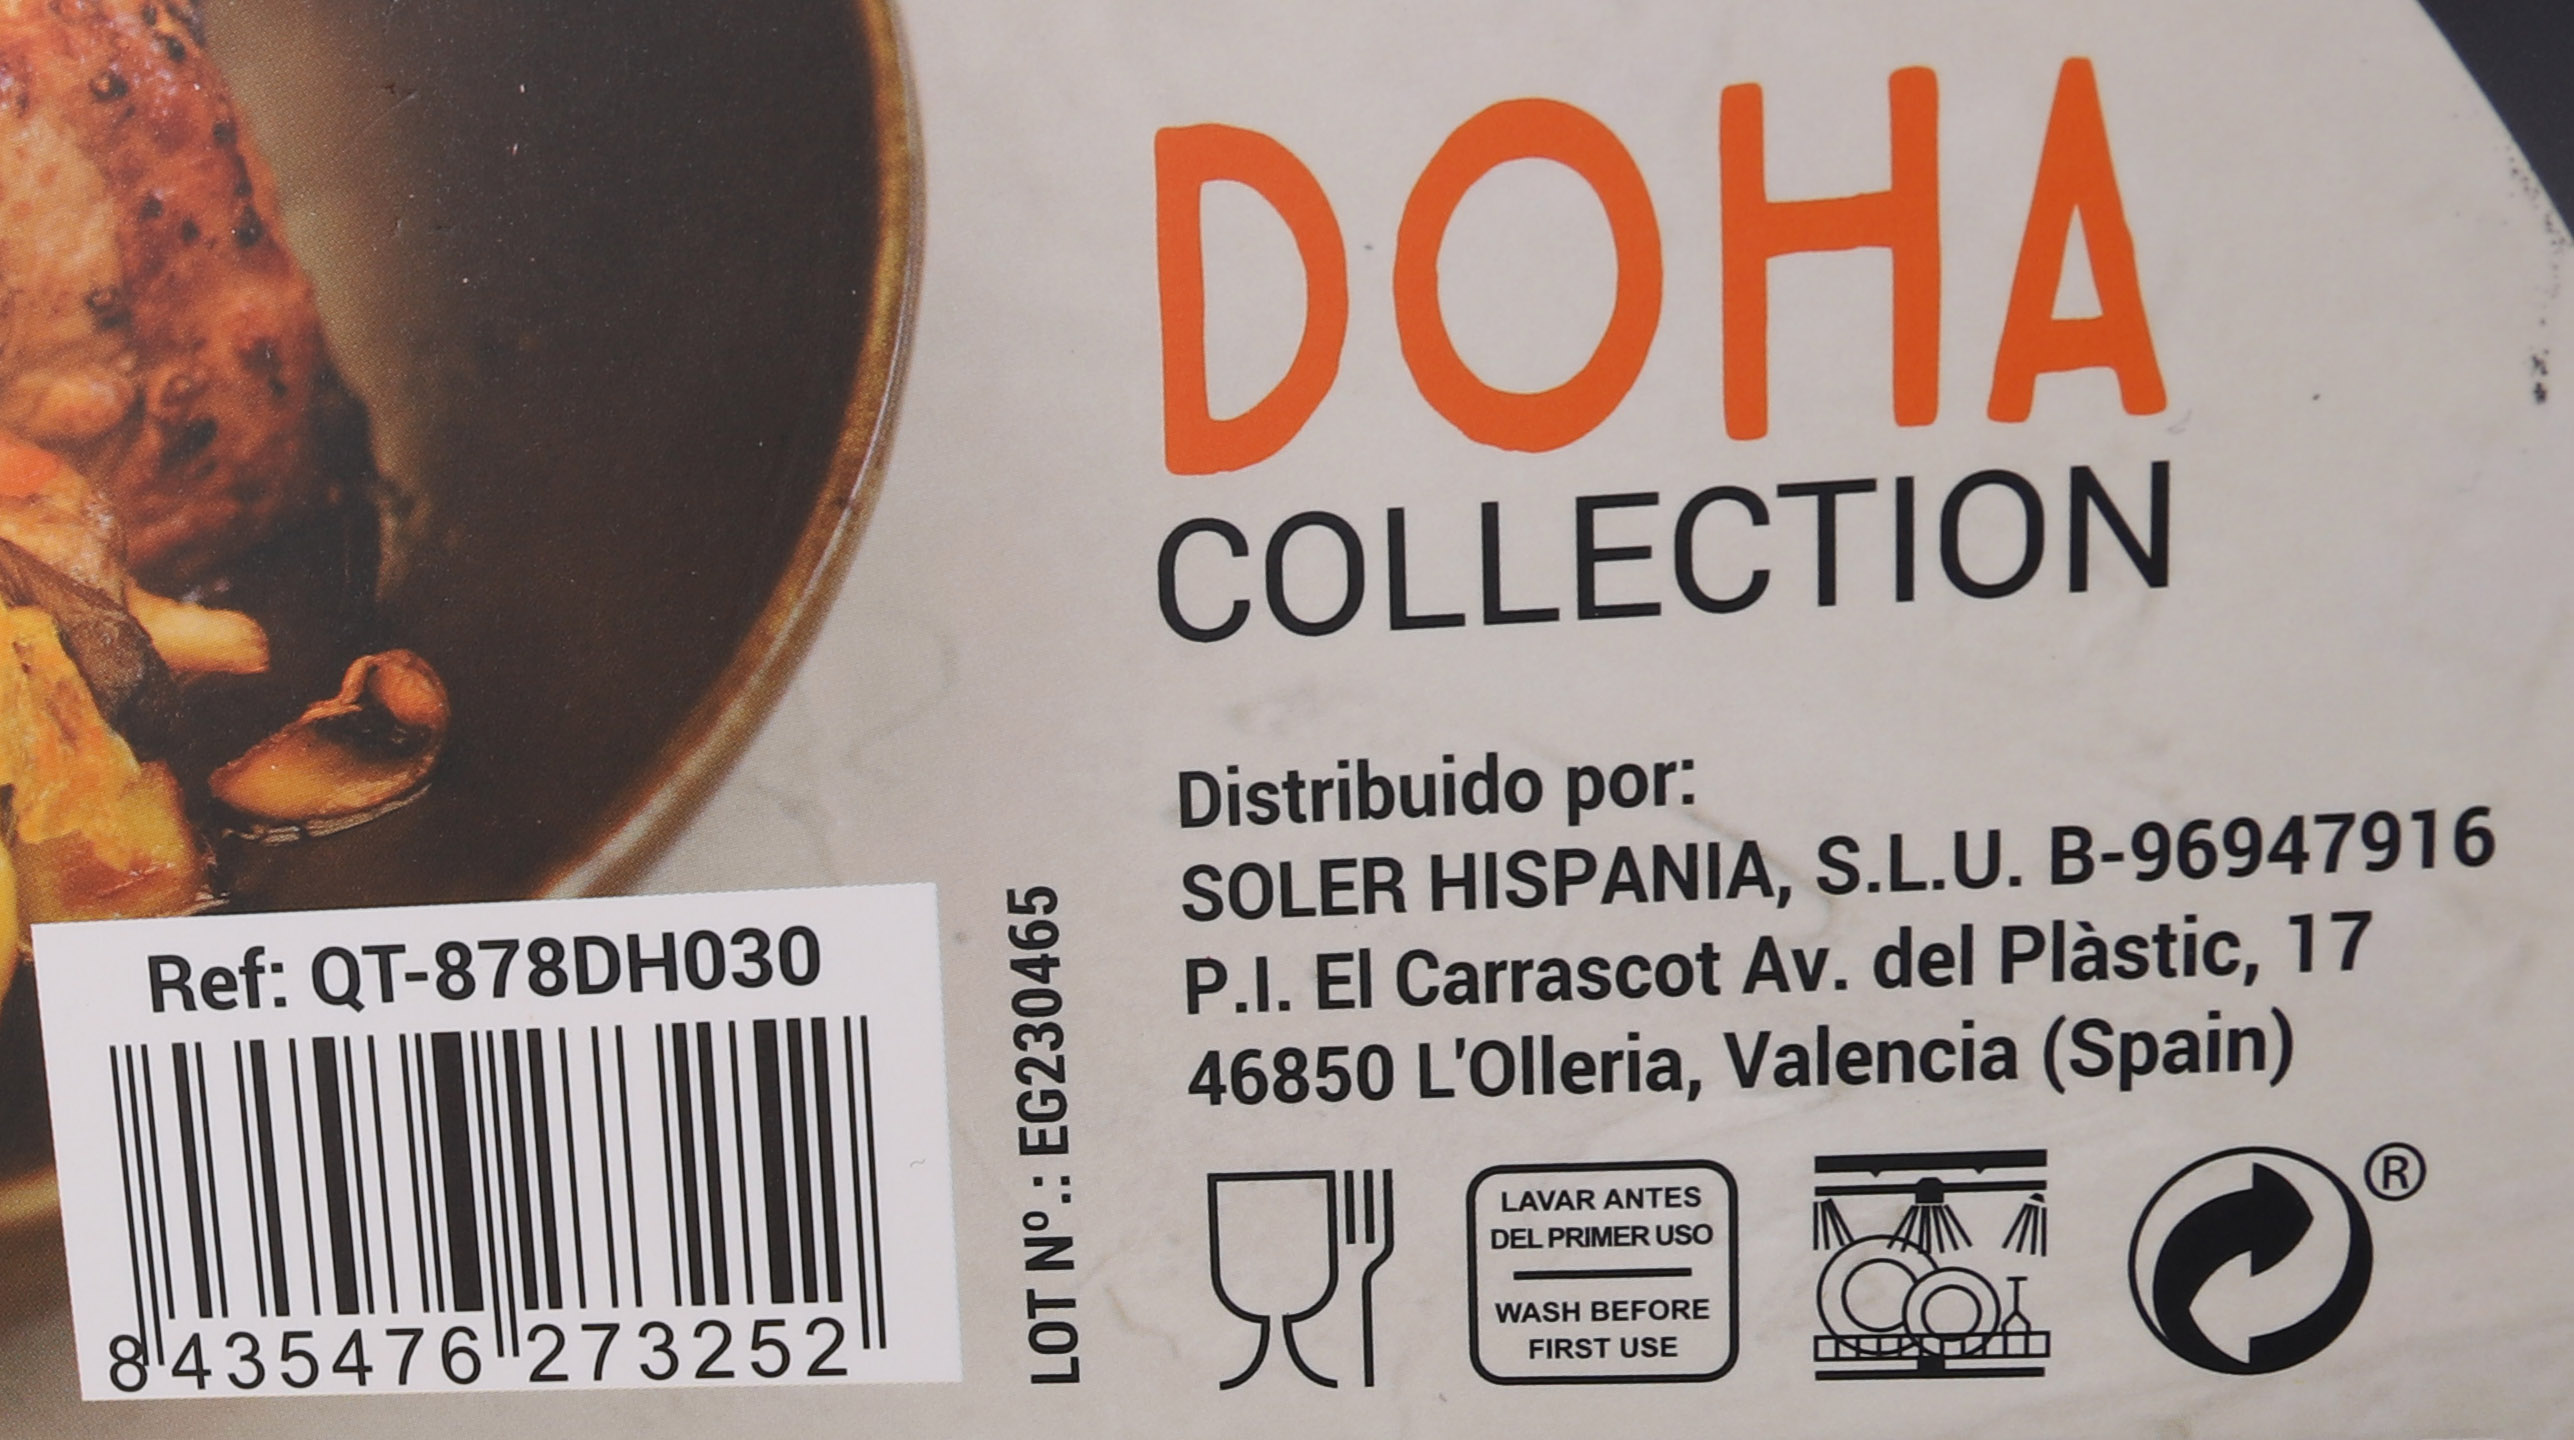 DOHA
COLLECTION
Distribuido por:
SOLER HISPANIA, S.L.U. B-96947916
P.I. El Carrascot Av. del Plàstic, 17
46850 L'Olleria, Valencia (Spain)
Ref: QT-878DH030
8 435476 273252
LOT Nº.: EG230465
LAVAR ANTES
DEL PRIMER USO
WASH BEFORE
FIRST USE
®